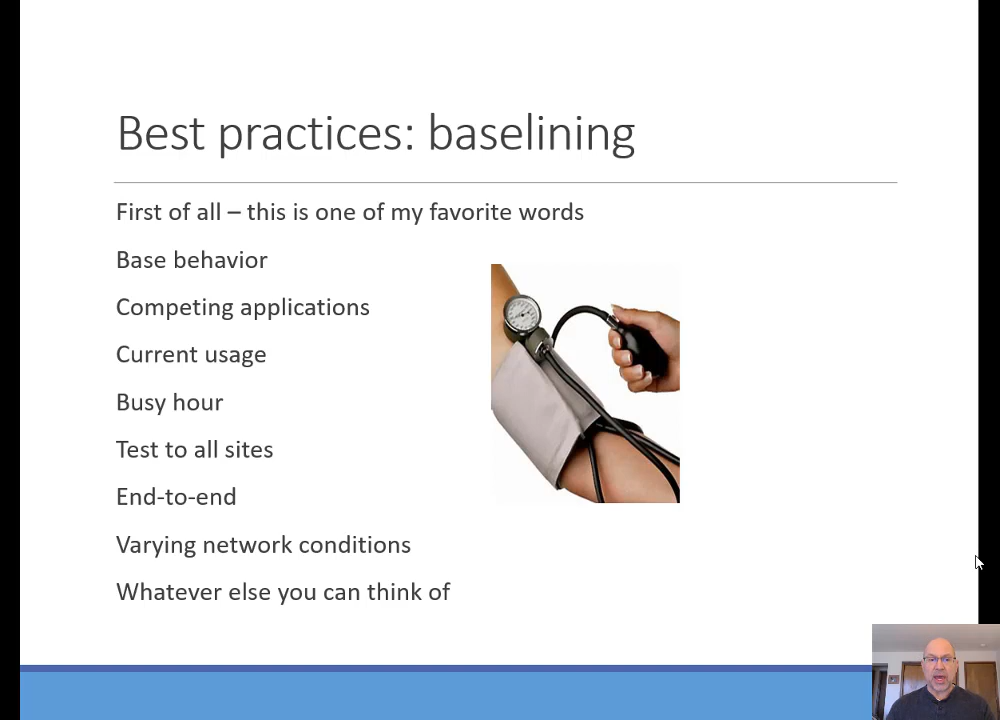 Best practices: baselining
First of all – this is one of my favorite words
Base behavior
Competing applications
Current usage
Busy hour
Test to all sites
End-to-end
Varying network conditions
Whatever else you can think of